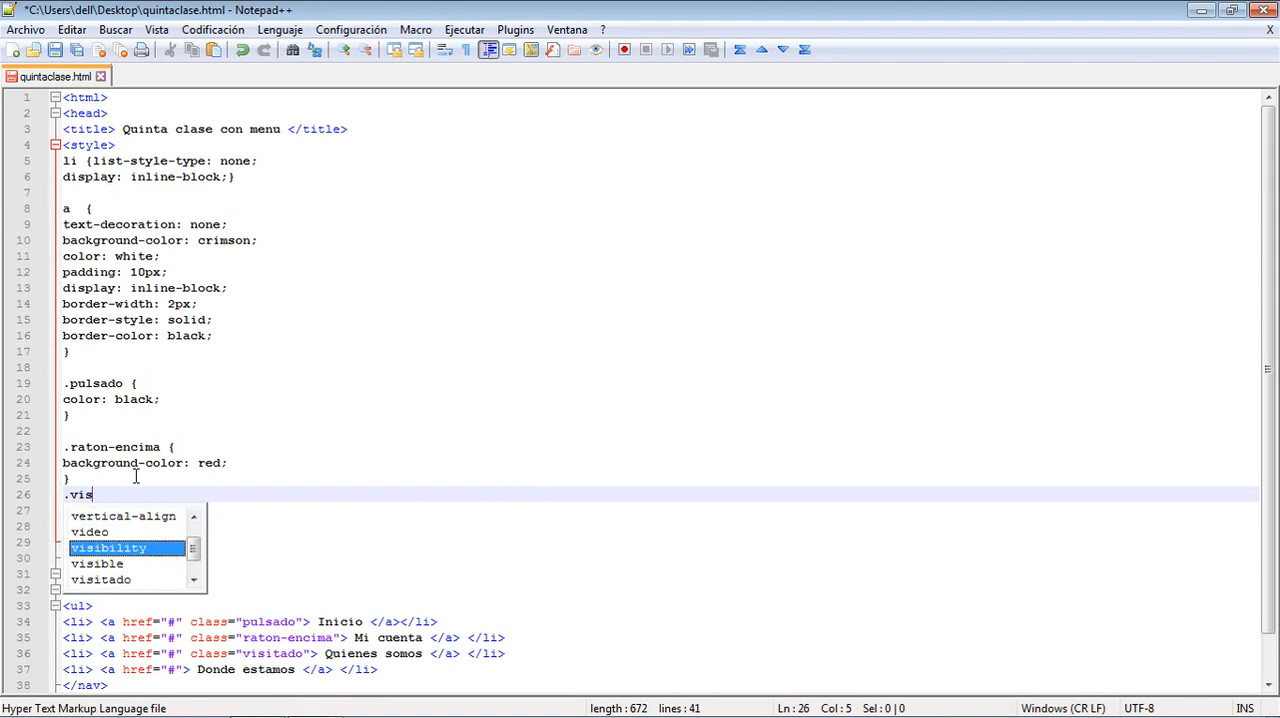 *C:\Users\dell\Desktop\quintaclase.html - Notepad++
Archivo Editar Buscar Vista Codificación Lenguaje Configuración Macro Ejecutar Plugins Ventana ? X
quintaclase.html
1 <html>
2 <head>
3 <title> Quinta clase con menu </title>
4 <style>
5 li {list-style-type: none;
6 display: inline-block;}
7
8 a  {
9 text-decoration: none;
10 background-color: crimson;
11 color: white;
12 padding: 10px;
13 display: inline-block;
14 border-width: 2px;
15 border-style: solid;
16 border-color: black;
17 }
18
19 .pulsado {
20 color: black;
21 }
22
23 .raton-encima {
24 background-color: red;
25 }
26 .vis
27 vertical-align
28 video
visibility
29 visible
30 visitado
31
32
33 <ul>
34 <li> <a href="#" class="pulsado"> Inicio </a></li>
35 <li> <a href="#" class="raton-encima"> Mi cuenta </a> </li>
36 <li> <a href="#" class="visitado"> Quienes somos </a> </li>
37 <li> <a href="#"> Donde estamos </a> </li>
38 </nav>
Hyper Text Markup Language file length : 672 lines : 41 Ln : 26 Col : 5 Sel : 0 | 0 Windows (CR LF) UTF-8 INS